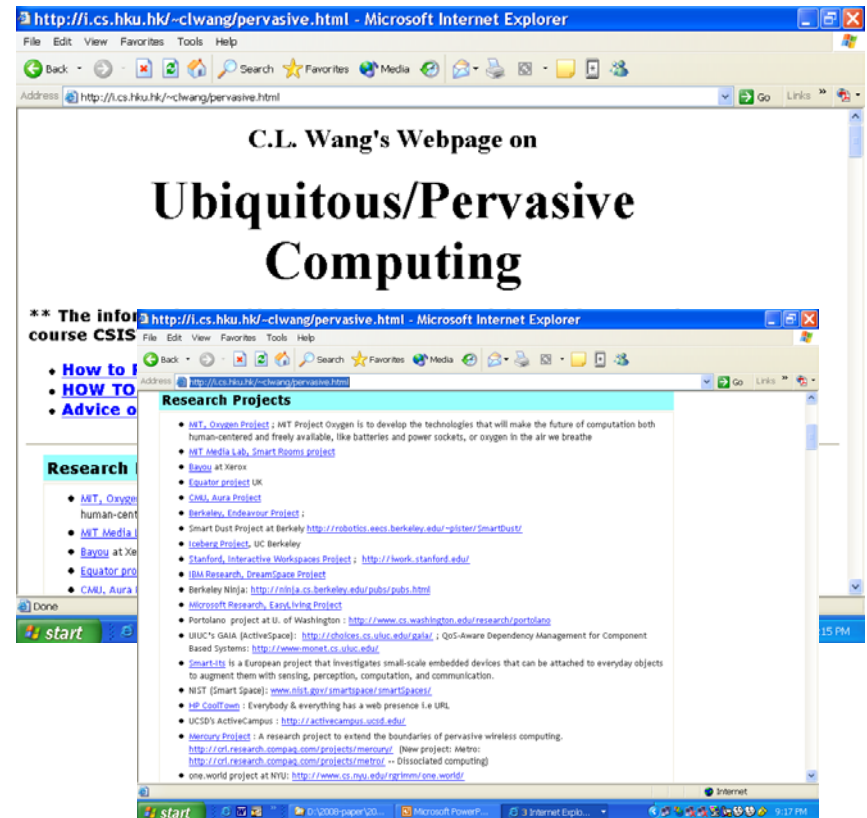 http://i.cs.hku.hk/~clwang/pervasive.html - Microsoft Internet Explorer
File Edit View Favorites Tools Help
Back Search Favorites Media
Address http://i.cs.hku.hk/~clwang/pervasive.html Go Links »
C.L. Wang's Webpage on
Ubiquitous/Pervasive
Computing
** The infor
course CSIS
• How to
• HOW TO
• Advice o
Research
• MIT, Oxyge
human-cent
• MIT Media
• Bayou at Xe
• Equator pro
• CMU, Aura
Done
start
:15 PM
http://i.cs.hku.hk/~clwang/pervasive.html - Microsoft Internet Explorer
File Edit View Favorites Tools Help
Back Search Favorites Media
Address http://i.cs.hku.hk/~clwang/pervasive.html Go Links »
Research Projects
• MIT, Oxygen Project ; MIT Project Oxygen is to develop the technologies that will make the future of computation both
human-centered and freely available, like batteries and power sockets, or oxygen in the air we breathe
• MIT Media Lab, Smart Rooms project
• Bayou at Xerox
• Equator project UK
• CMU, Aura Project
• Berkeley, Endeavour Project ;
• Smart Dust Project at Berkely http://robotics.eecs.berkeley.edu/~pister/SmartDust/
• Iceberg Project, UC Berkeley
• Stanford, Interactive Workspaces Project ; http://iwork.stanford.edu/
• IBM Research, DreamSpace Project
• Berkeley Ninja: http://ninja.cs.berkeley.edu/pubs/pubs.html
• Microsoft Research, EasyLiving Project
• Portolano project at U. of Washington : http://www.cs.washington.edu/research/portolano
• UIUC's GAIA (ActiveSpace): http://choices.cs.uiuc.edu/gaia/ ; QoS-Aware Dependency Management for Component
Based Systems: http://www-monet.cs.uiuc.edu/
• Smart-Its is a European project that investigates small-scale embedded devices that can be attached to everyday objects
to augment them with sensing, perception, computation, and communication.
• NIST (Smart Space): www.nist.gov/smartspace/smartSpaces/
• HP CoolTown : Everybody & everything has a web presence i.e URL
• UCSD's ActiveCampus : http://activecampus.ucsd.edu/
• Mercury Project : A research project to extend the boundaries of pervasive wireless computing.
http://crl.research.compaq.com/projects/mercury/ (New project: Metro:
http://crl.research.compaq.com/projects/metro/ -- Dissociated computing)
• one.world project at NYU: http://www.cs.nyu.edu/rgrimm/one.world/
Internet
start » D:\2008-paper\20... Microsoft PowerP... 3 Internet Explo... 9:17 PM